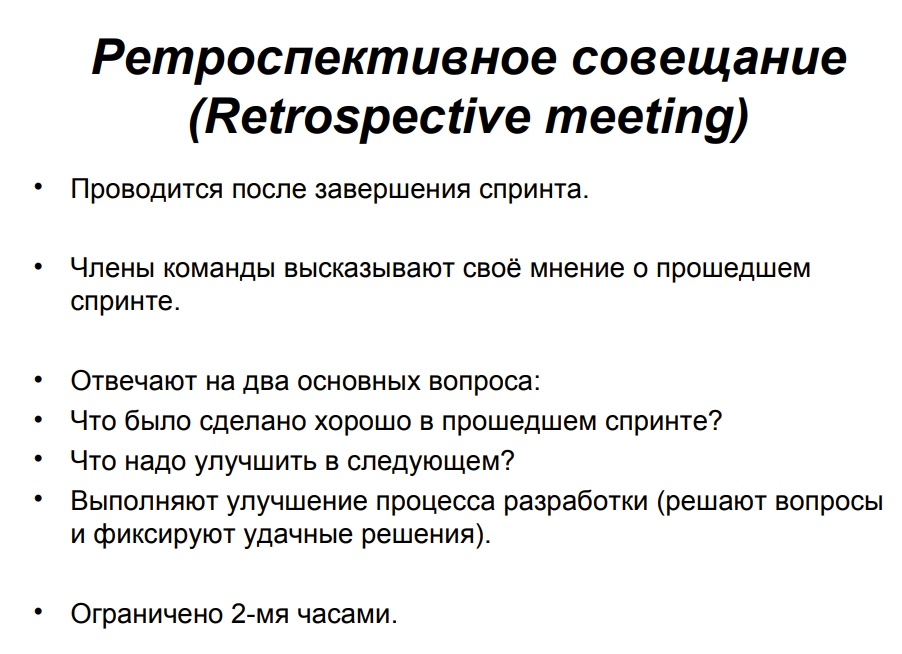 Ретроспективное совещание
(Retrospective meeting)
• Проводится после завершения спринта.
• Члены команды высказывают своё мнение о прошедшем
спринте.
• Отвечают на два основных вопроса:
• Что было сделано хорошо в прошедшем спринте?
• Что надо улучшить в следующем?
• Выполняют улучшение процесса разработки (решают вопросы
и фиксируют удачные решения).
• Ограничено 2-мя часами.